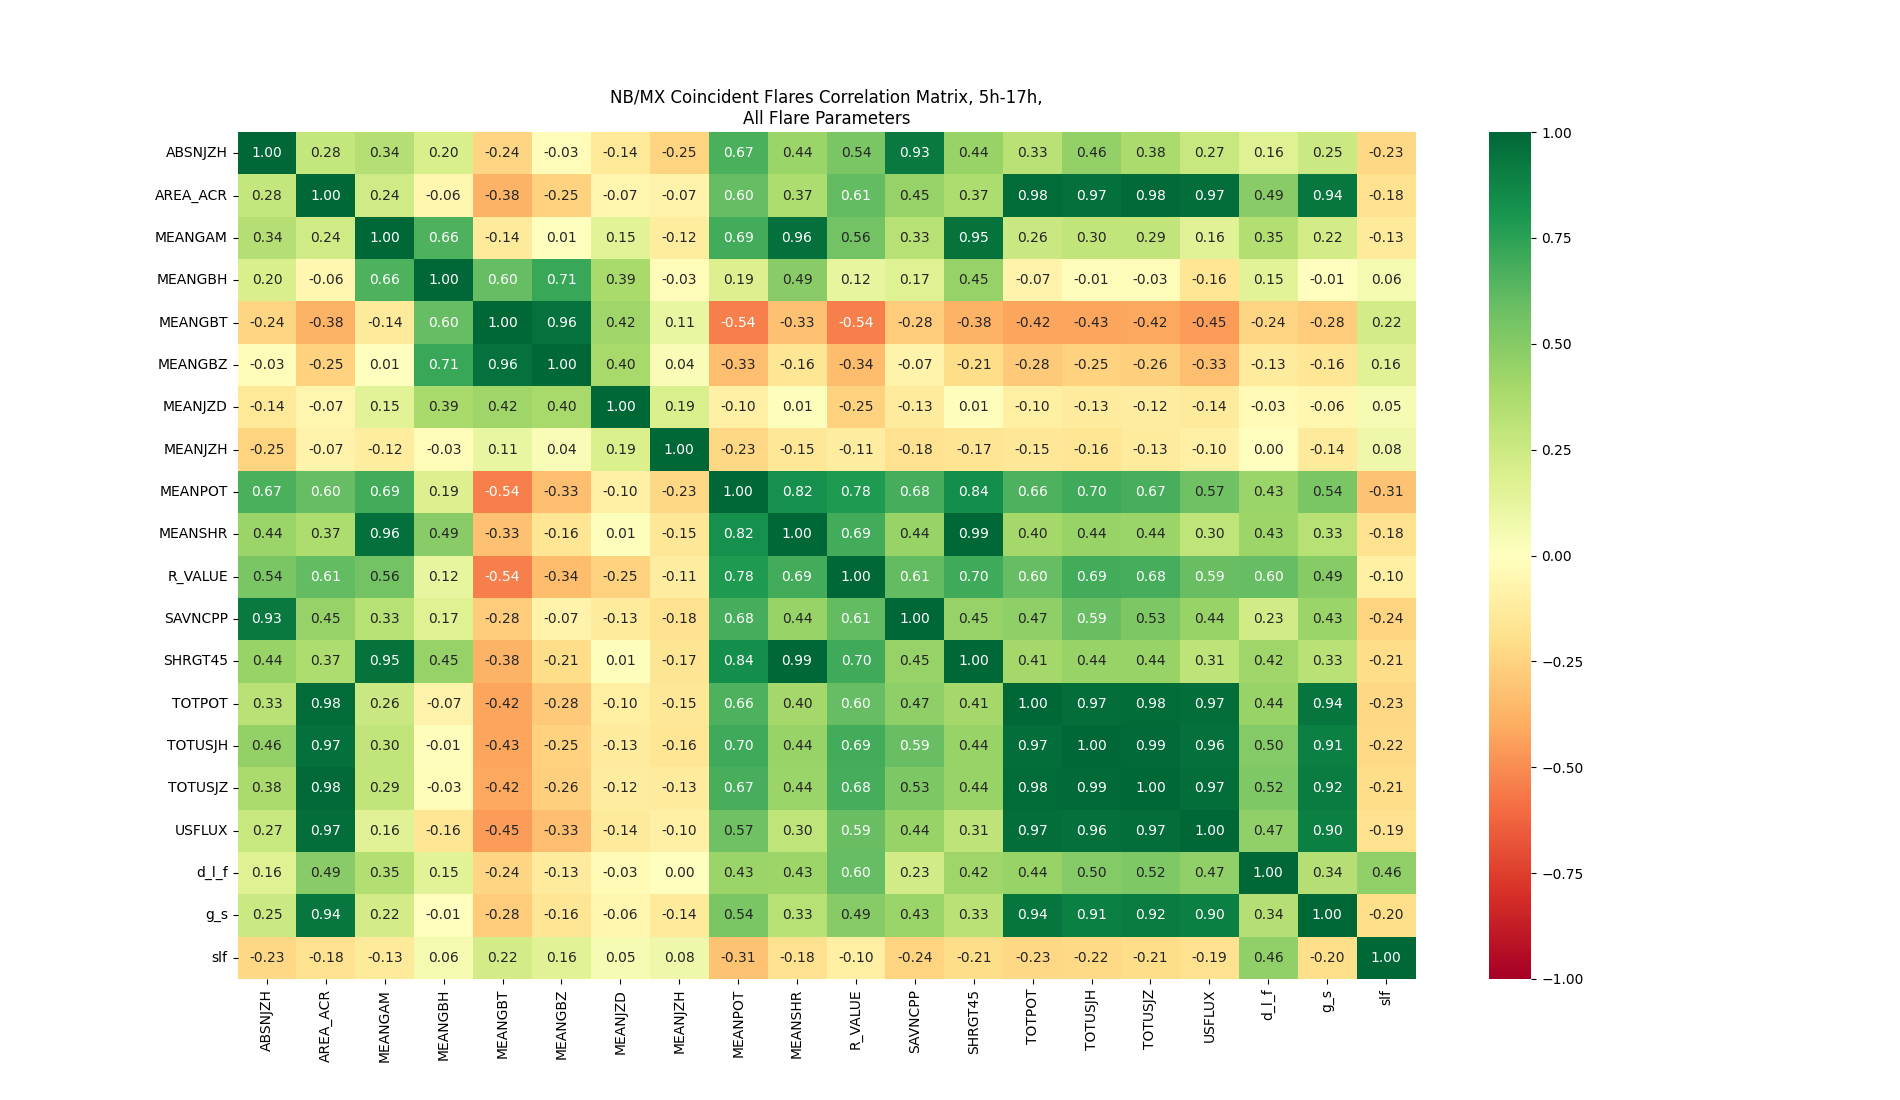 NB/MX Coincident Flares Correlation Matrix, 5h-17h,
All Flare Parameters
ABSNJZH 1.00 0.28 0.34 0.20 -0.24 -0.03 -0.14 -0.25 0.67 0.44 0.54 0.93 0.44 0.33 0.46 0.38 0.27 0.16 0.25 -0.23
AREA_ACR 0.28 1.00 0.24 -0.06 -0.38 -0.25 -0.07 -0.07 0.60 0.37 0.61 0.45 0.37 0.98 0.97 0.98 0.97 0.49 0.94 -0.18
MEANGAM 0.34 0.24 1.00 0.66 -0.14 0.01 0.15 -0.12 0.69 0.96 0.56 0.33 0.95 0.26 0.30 0.29 0.16 0.35 0.22 -0.13
MEANGBH 0.20 -0.06 0.66 1.00 0.60 0.71 0.39 -0.03 0.19 0.49 0.12 0.17 0.45 -0.07 -0.01 -0.03 -0.16 0.15 -0.01 0.06
MEANGBT -0.24 -0.38 -0.14 0.60 1.00 0.96 0.42 0.11 -0.54 -0.33 -0.54 -0.28 -0.38 -0.42 -0.43 -0.42 -0.45 -0.24 -0.28 0.22
MEANGBZ -0.03 -0.25 0.01 0.71 0.96 1.00 0.40 0.04 -0.33 -0.16 -0.34 -0.07 -0.21 -0.28 -0.25 -0.26 -0.33 -0.13 -0.16 0.16
MEANJZD -0.14 -0.07 0.15 0.39 0.42 0.40 1.00 0.19 -0.10 0.01 -0.25 -0.13 0.01 -0.10 -0.13 -0.12 -0.14 -0.03 -0.06 0.05
MEANJZH -0.25 -0.07 -0.12 -0.03 0.11 0.04 0.19 1.00 -0.23 -0.15 -0.11 -0.18 -0.17 -0.15 -0.16 -0.13 -0.10 0.00 -0.14 0.08
MEANPOT 0.67 0.60 0.69 0.19 -0.54 -0.33 -0.10 -0.23 1.00 0.82 0.78 0.68 0.84 0.66 0.70 0.67 0.57 0.43 0.54 -0.31
MEANSHR 0.44 0.37 0.96 0.49 -0.33 -0.16 0.01 -0.15 0.82 1.00 0.69 0.44 0.99 0.40 0.44 0.44 0.30 0.43 0.33 -0.18
R_VALUE 0.54 0.61 0.56 0.12 -0.54 -0.34 -0.25 -0.11 0.78 0.69 1.00 0.61 0.70 0.60 0.69 0.68 0.59 0.60 0.49 -0.10
SAVNCPP 0.93 0.45 0.33 0.17 -0.28 -0.07 -0.13 -0.18 0.68 0.44 0.61 1.00 0.45 0.47 0.59 0.53 0.44 0.23 0.43 -0.24
SHRGT45 0.44 0.37 0.95 0.45 -0.38 -0.21 0.01 -0.17 0.84 0.99 0.70 0.45 1.00 0.41 0.44 0.44 0.31 0.42 0.33 -0.21
TOTPOT 0.33 0.98 0.26 -0.07 -0.42 -0.28 -0.10 -0.15 0.66 0.40 0.60 0.47 0.41 1.00 0.97 0.98 0.97 0.44 0.94 -0.23
TOTUSJH 0.46 0.97 0.30 -0.01 -0.43 -0.25 -0.13 -0.16 0.70 0.44 0.69 0.59 0.44 0.97 1.00 0.99 0.96 0.50 0.91 -0.22
TOTUSJZ 0.38 0.98 0.29 -0.03 -0.42 -0.26 -0.12 -0.13 0.67 0.44 0.68 0.53 0.44 0.98 0.99 1.00 0.97 0.52 0.92 -0.21
USFLUX 0.27 0.97 0.16 -0.16 -0.45 -0.33 -0.14 -0.10 0.57 0.30 0.59 0.44 0.31 0.97 0.96 0.97 1.00 0.47 0.90 -0.19
d_l_f 0.16 0.49 0.35 0.15 -0.24 -0.13 -0.03 0.00 0.43 0.43 0.60 0.23 0.42 0.44 0.50 0.52 0.47 1.00 0.34 0.46
g_s 0.25 0.94 0.22 -0.01 -0.28 -0.16 -0.06 -0.14 0.54 0.33 0.49 0.43 0.33 0.94 0.91 0.92 0.90 0.34 1.00 -0.20
slf -0.23 -0.18 -0.13 0.06 0.22 0.16 0.05 0.08 -0.31 -0.18 -0.10 -0.24 -0.21 -0.23 -0.22 -0.21 -0.19 0.46 -0.20 1.00
ABSNJZH AREA_ACR MEANGAM MEANGBH MEANGBT MEANGBZ MEANJZD MEANJZH MEANPOT MEANSHR R_VALUE SAVNCPP SHRGT45 TOTPOT TOTUSJH TOTUSJZ USFLUX d_l_f g_s slf
1.00
0.75
0.50
0.25
0.00
−0.25
−0.50
−0.75
−1.00